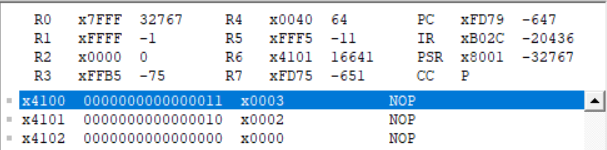 R0 x7FFF 32767 R4 x0040 64 PC xFD79 -647
R1 xFFFF -1 R5 xFFF5 -11 IR xB02C -20436
R2 x0000 0 R6 x4101 16641 PSR x8001 -32767
R3 xFFB5 -75 R7 xFD75 -651 CC P
x4100 0000000000000011 x0003 NOP
x4101 0000000000000010 x0002 NOP
x4102 0000000000000000 x0000 NOP